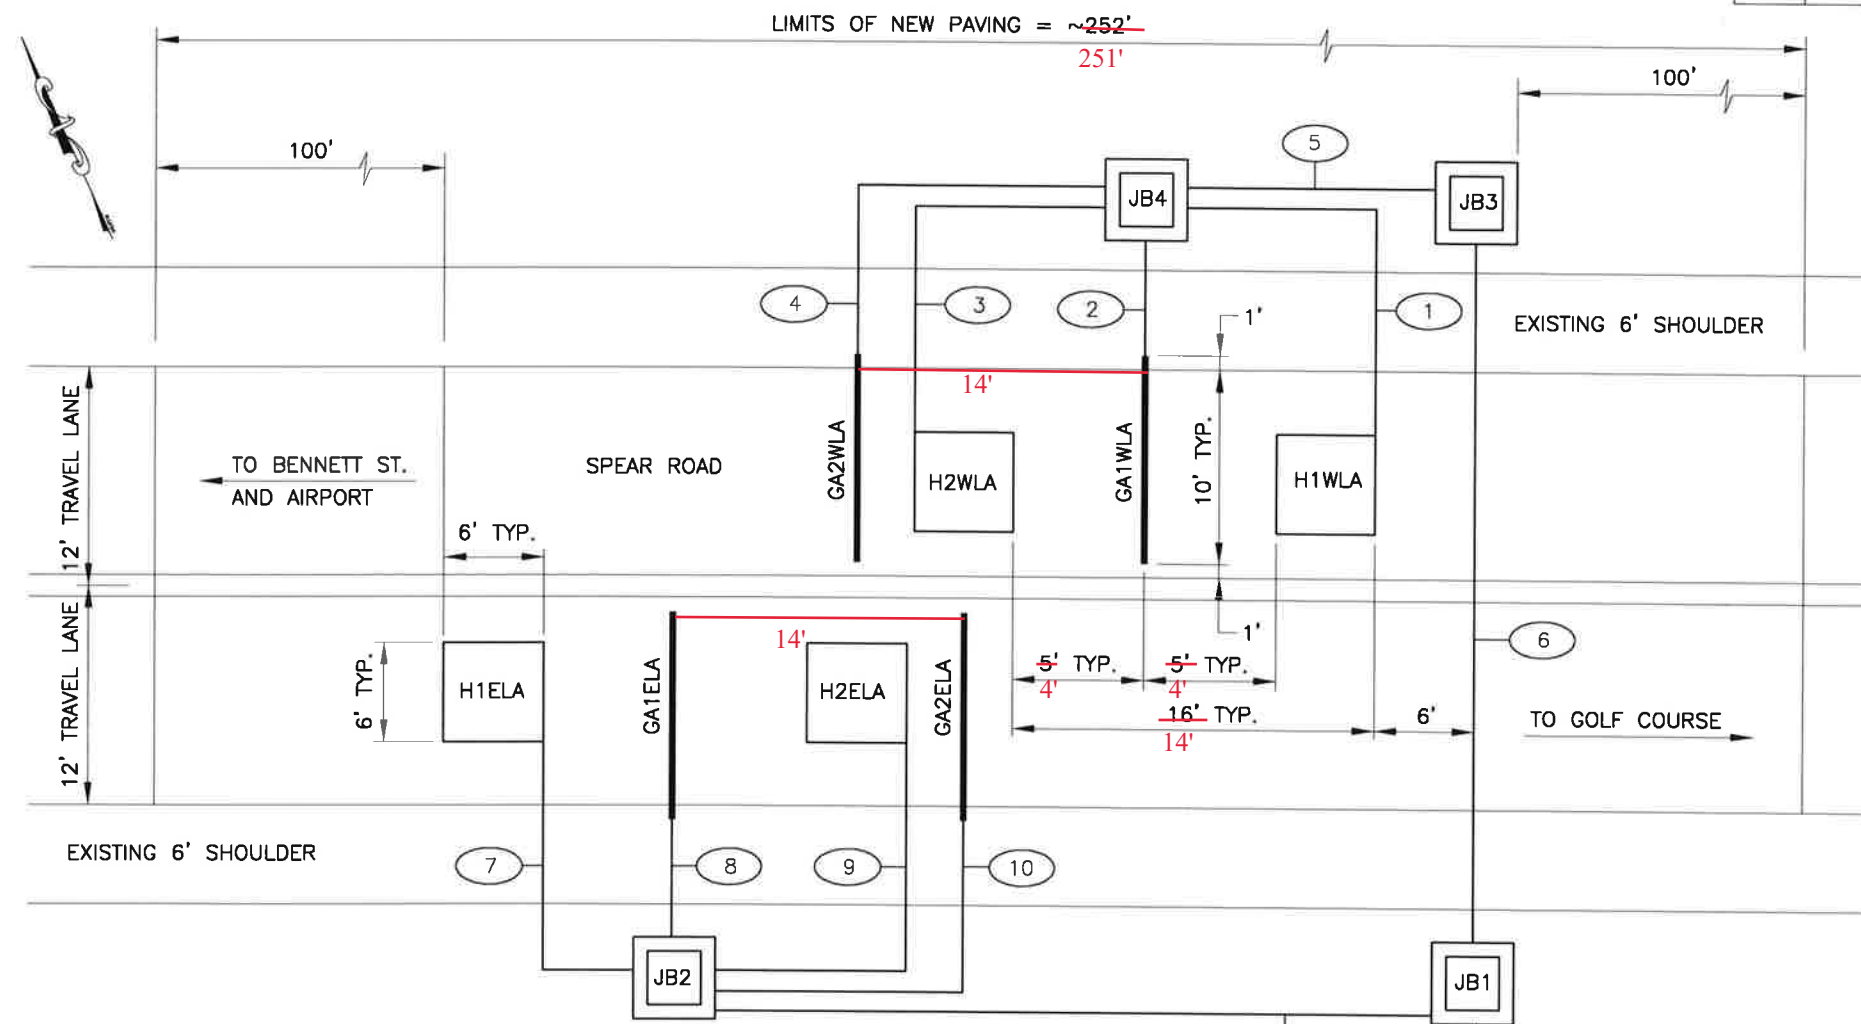 LIMITS OF NEW PAVING = ~252'
251'
100'
100'
5
JB4
JB3
4
3
2
1
1'
EXISTING 6' SHOULDER
14'
12' TRAVEL LANE
TO BENNETT ST.
AND AIRPORT
SPEAR ROAD
GA2WLA
H2WLA
GA1WLA
10' TYP.
H1WLA
6' TYP.
1'
14'
12' TRAVEL LANE
6' TYP.
H1ELA
GA1ELA
H2ELA
GA2ELA
5' TYP.
4'
5' TYP.
4'
6
16' TYP.
14'
6'
TO GOLF COURSE
EXISTING 6' SHOULDER
7
8
9
10
JB2
JB1